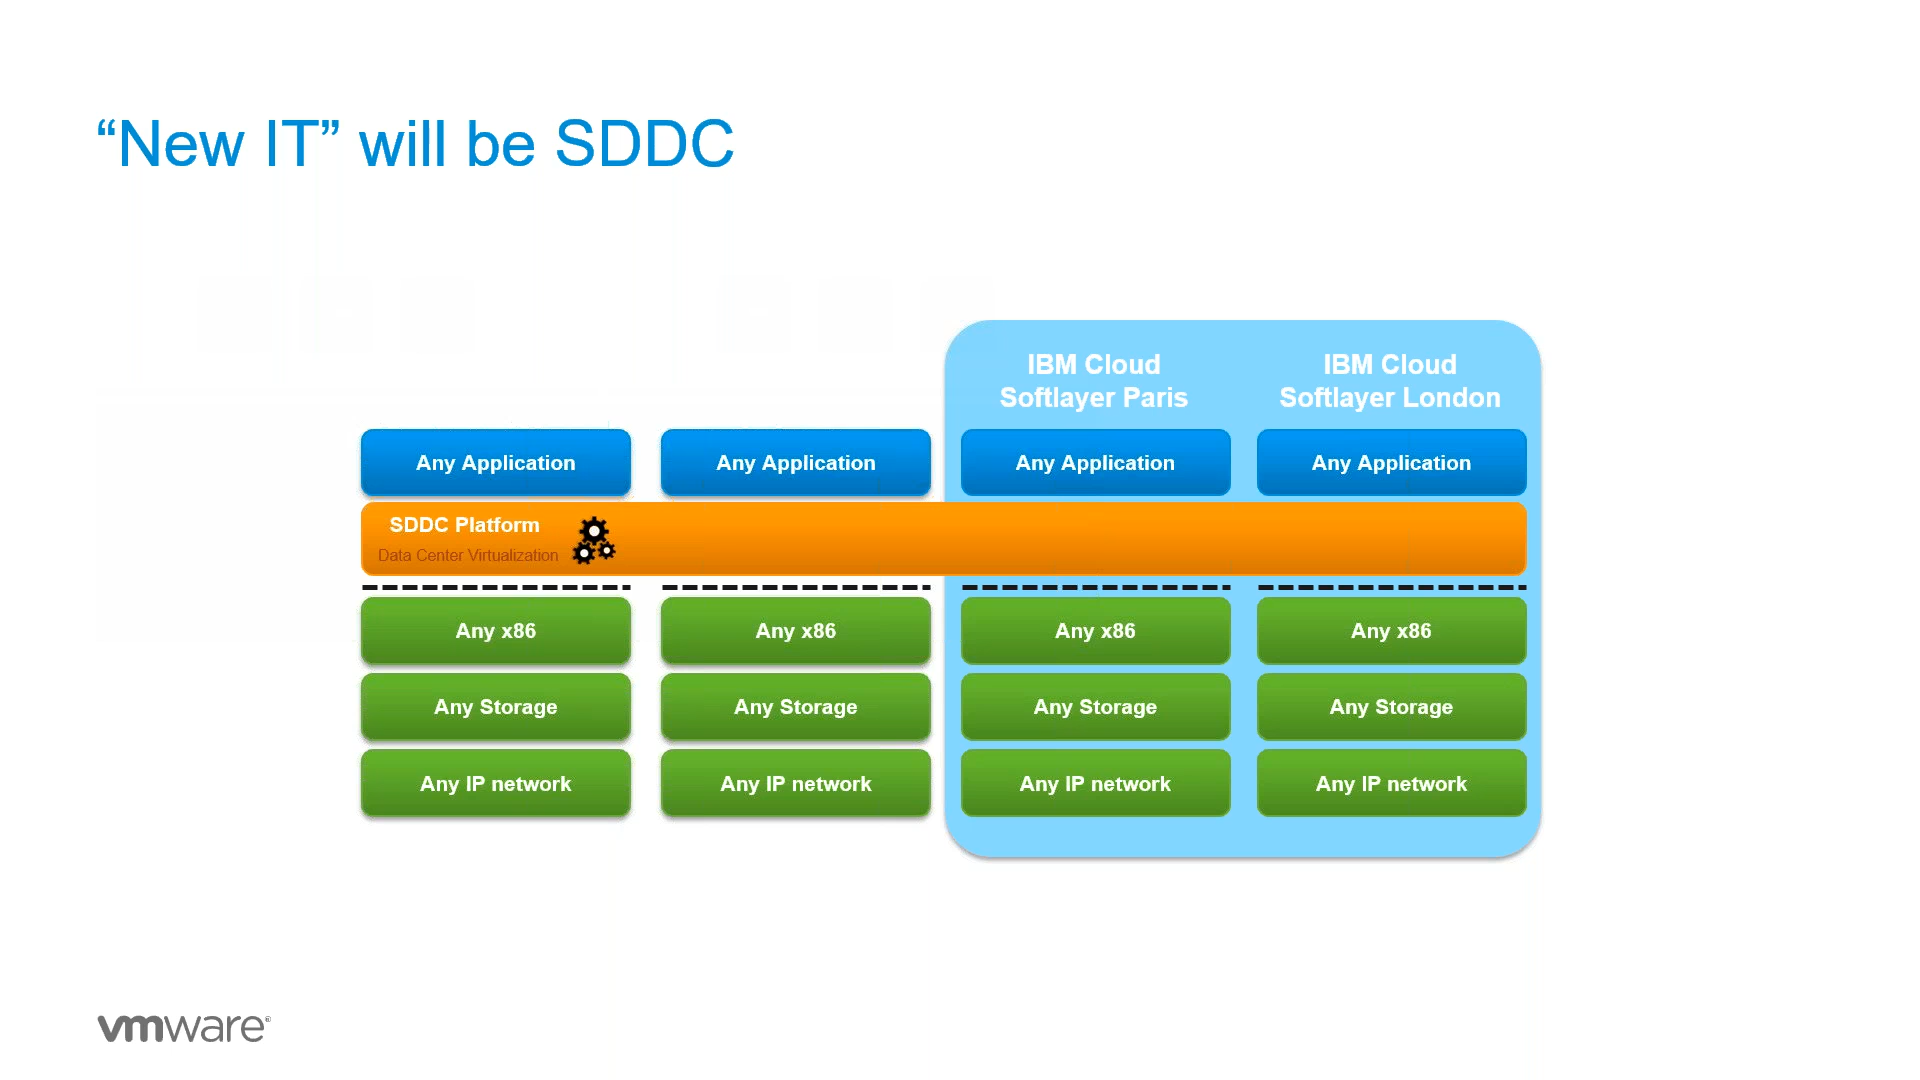 “New IT” will be SDDC
IBM Cloud
Softlayer Paris
IBM Cloud
Softlayer London
Any Application
Any Application
Any Application
Any Application
SDDC Platform
Data Center Virtualization
Any x86
Any x86
Any x86
Any x86
Any Storage
Any Storage
Any Storage
Any Storage
Any IP network
Any IP network
Any IP network
Any IP network
vmware®